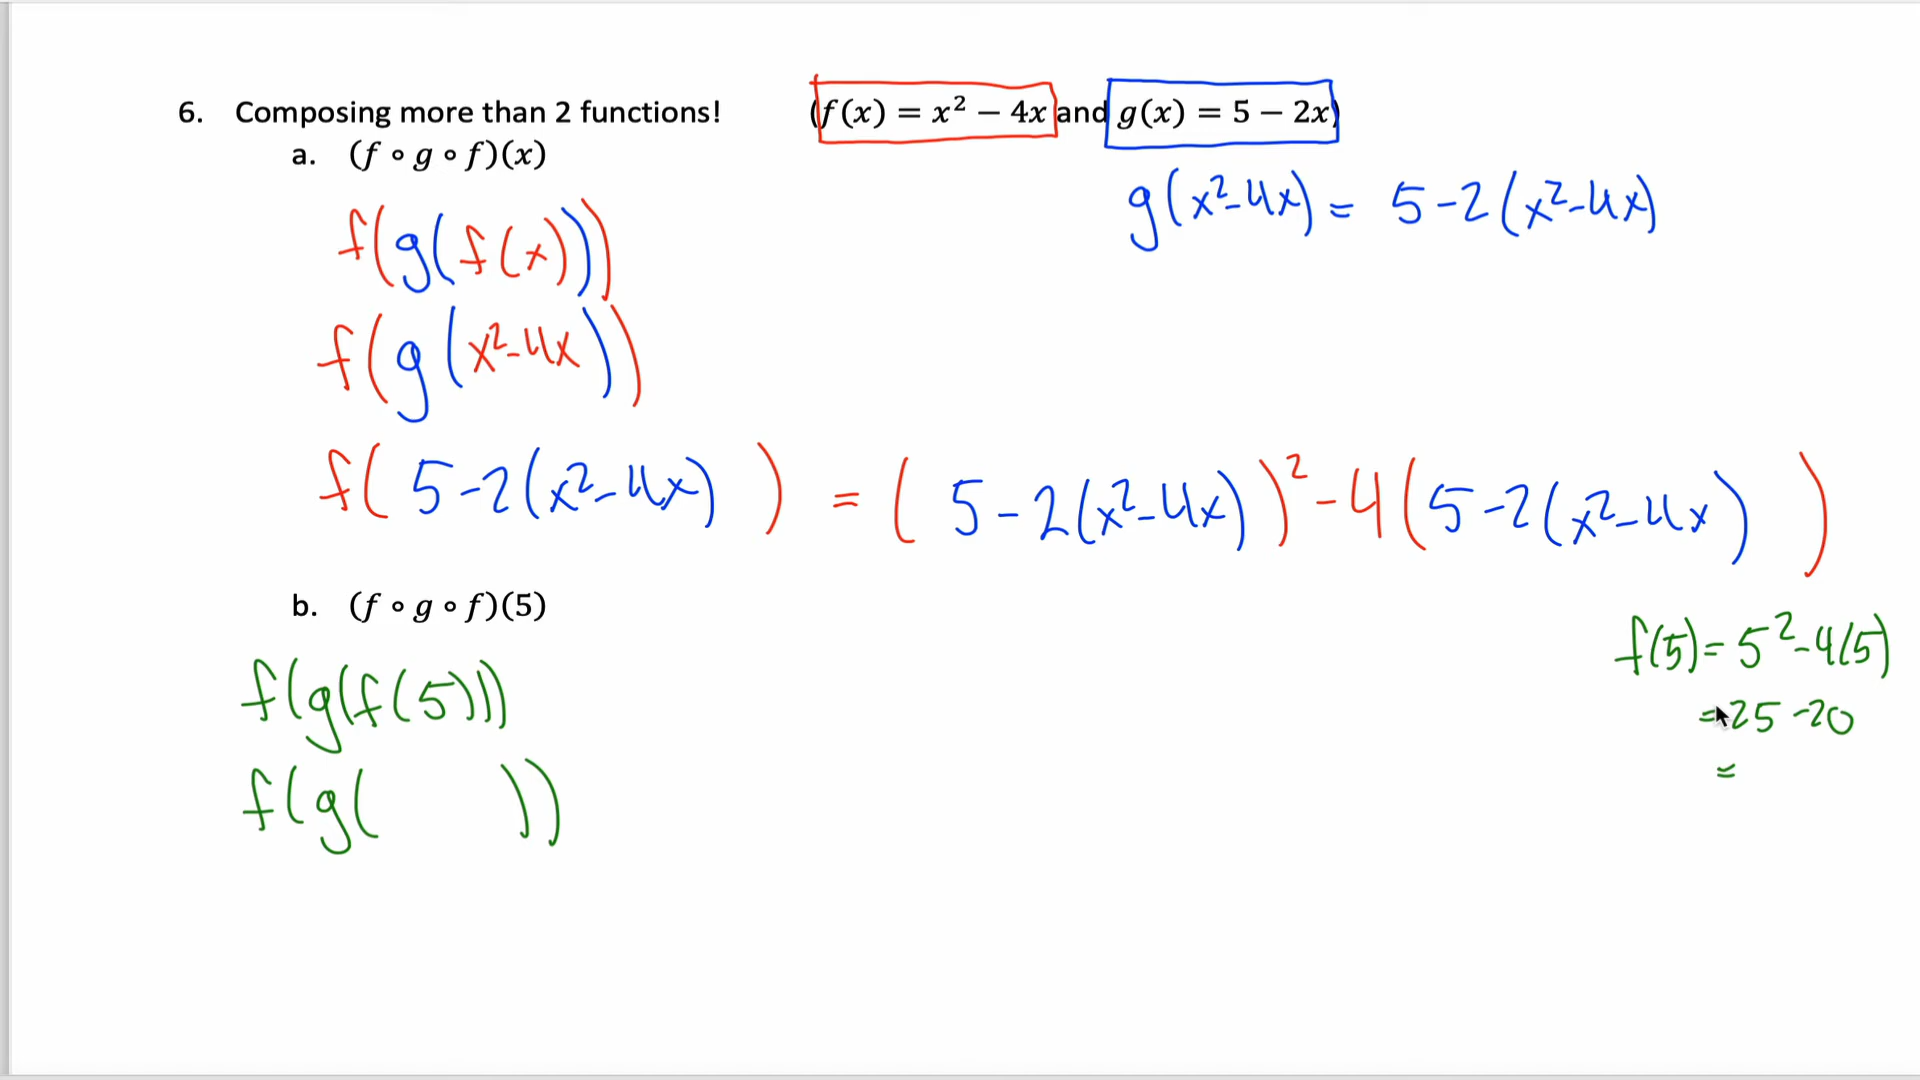 6. Composing more than 2 functions! (f(x) = x² − 4x and g(x) = 5 − 2x)
a. (f ∘ g ∘ f)(x)
g(x²-4x) = 5-2(x²-4x)
f(g(f(x)))
f(g(x²-4x))
f( 5-2(x²-4x) ) = ( 5-2(x²-4x))²-4(5-2(x²-4x) )
b. (f ∘ g ∘ f)(5)
f(5)= 5²-4(5)
f(g(f(5)))
=25-20
=
f(g( ))